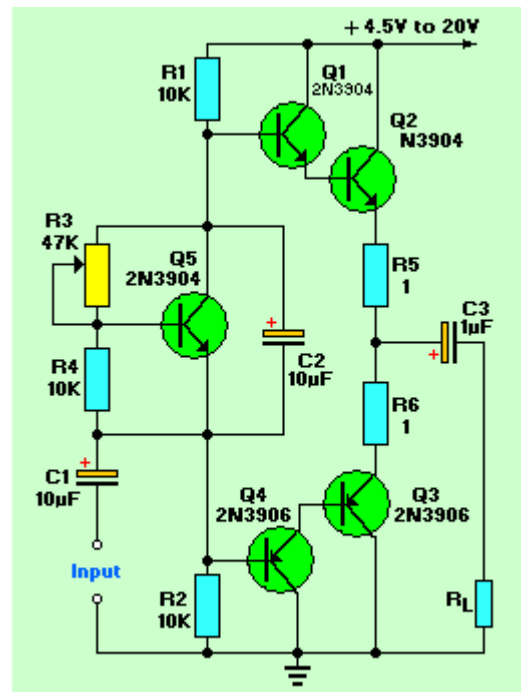 + 4.5V to 20V
R1
10K
Q1
2N3904
Q2
N3904
R3
47K
Q5
2N3904
R5
1
C3
1µF
+
+
C2
10µF
R4
10K
R6
1
+
C1
10µF
Q4
2N3906
Q3
2N3906
Input
R2
10K
RL